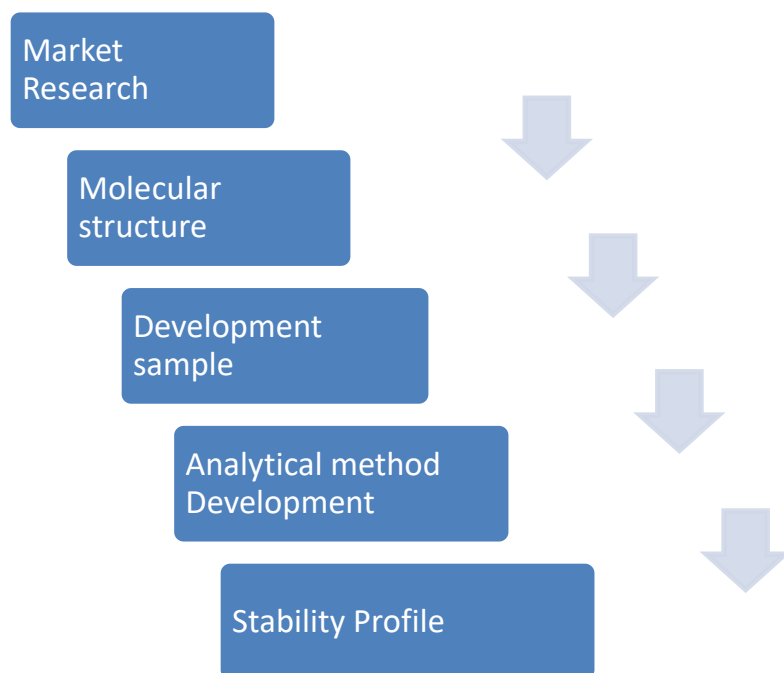 Market
Research
Molecular
structure
Development
sample
Analytical method
Development
Stability Profile